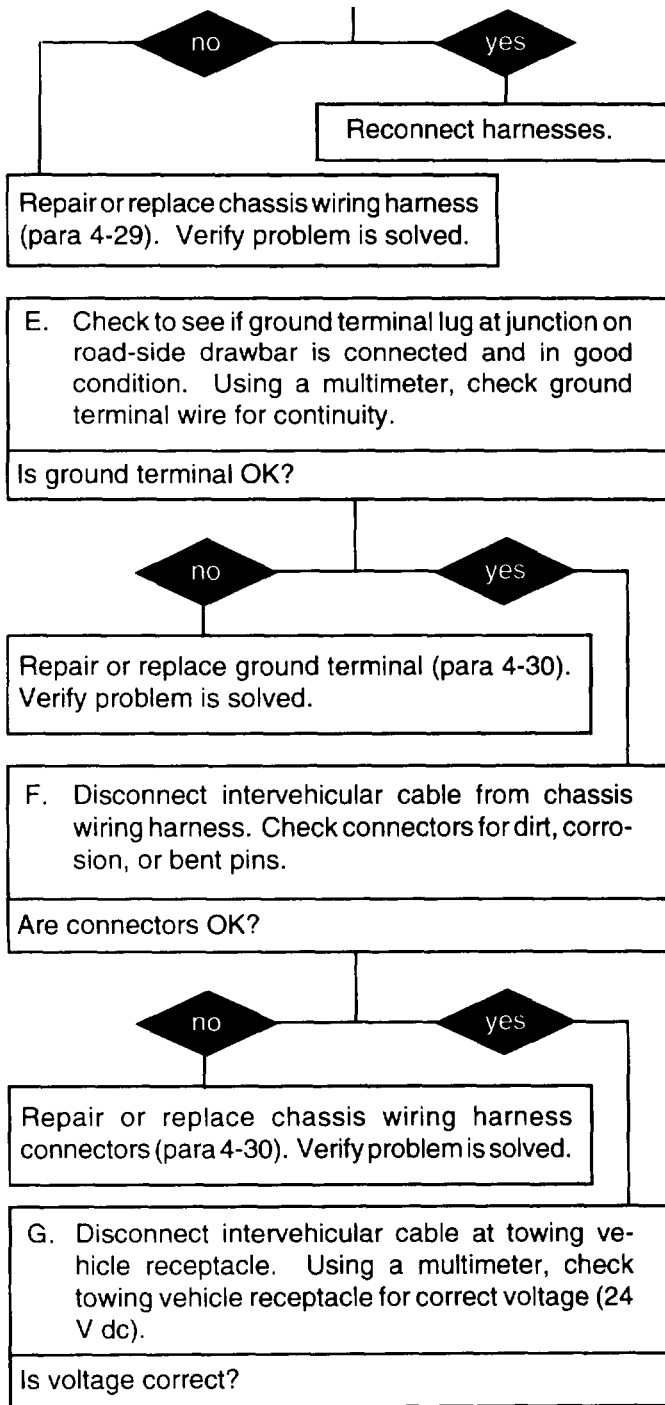 no
yes
Reconnect harnesses.
Repair or replace chassis wiring harness
(para 4-29). Verify problem is solved.
E. Check to see if ground terminal lug at junction on
road-side drawbar is connected and in good
condition. Using a multimeter, check ground
terminal wire for continuity.
Is ground terminal OK?
no
yes
Repair or replace ground terminal (para 4-30).
Verify problem is solved.
F. Disconnect intervehicular cable from chassis
wiring harness. Check connectors for dirt, corro-
sion, or bent pins.
Are connectors OK?
no
yes
Repair or replace chassis wiring harness
connectors (para 4-30). Verify problem is solved.
G. Disconnect intervehicular cable at towing ve-
hicle receptacle. Using a multimeter, check
towing vehicle receptacle for correct voltage (24
V dc).
Is voltage correct?